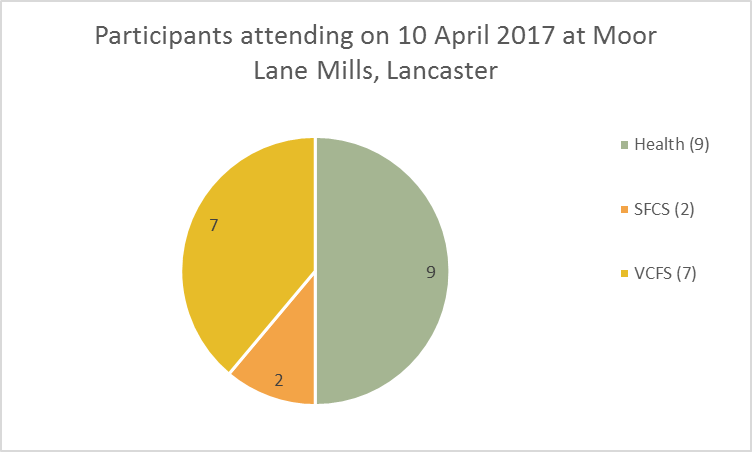 Participants attending on 10 April 2017 at Moor
Lane Mills, Lancaster
Health (9)
SFCS (2)
VCFS (7)
7
9
2